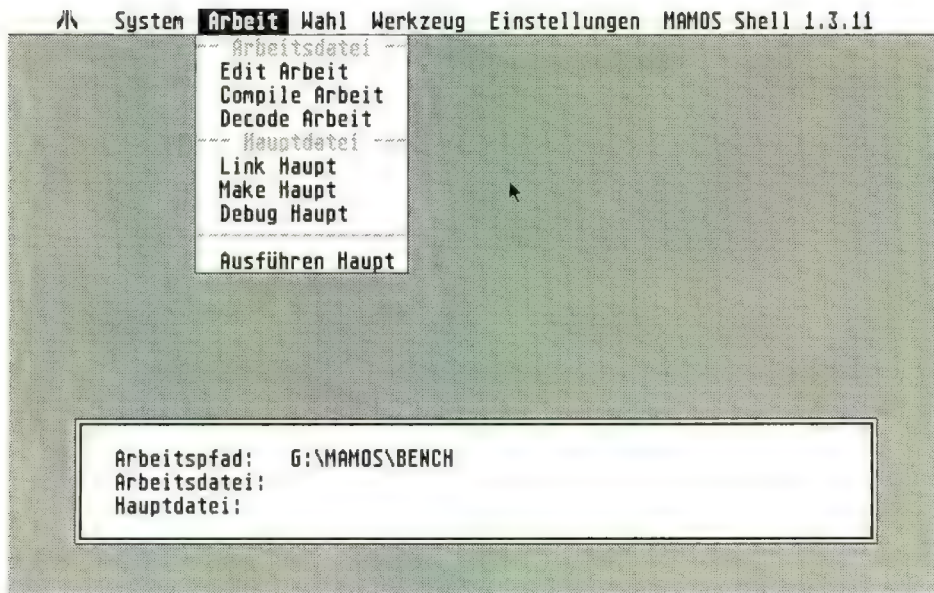 System Arbeit Wahl Werkzeug Einstellungen MAMOS Shell 1.3.11
~~ Arbeitsdatei ~~
Edit Arbeit
Compile Arbeit
Decode Arbeit
~~~ Hauptdatei ~~~
Link Haupt
Make Haupt
Debug Haupt
Ausführen Haupt
Arbeitspfad: G:\MAMOS\BENCH
Arbeitsdatei:
Hauptdatei: